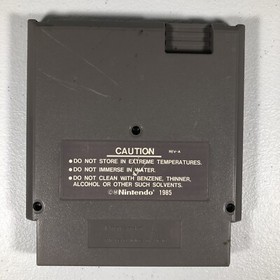 CAUTION
REV-A
● DO NOT STORE IN EXTREME TEMPERATURES.
● DO NOT IMMERSE IN WATER.
● DO NOT CLEAN WITH BENZENE, THINNER,
ALCOHOL OR OTHER SUCH SOLVENTS.
©®Nintendo® 1985